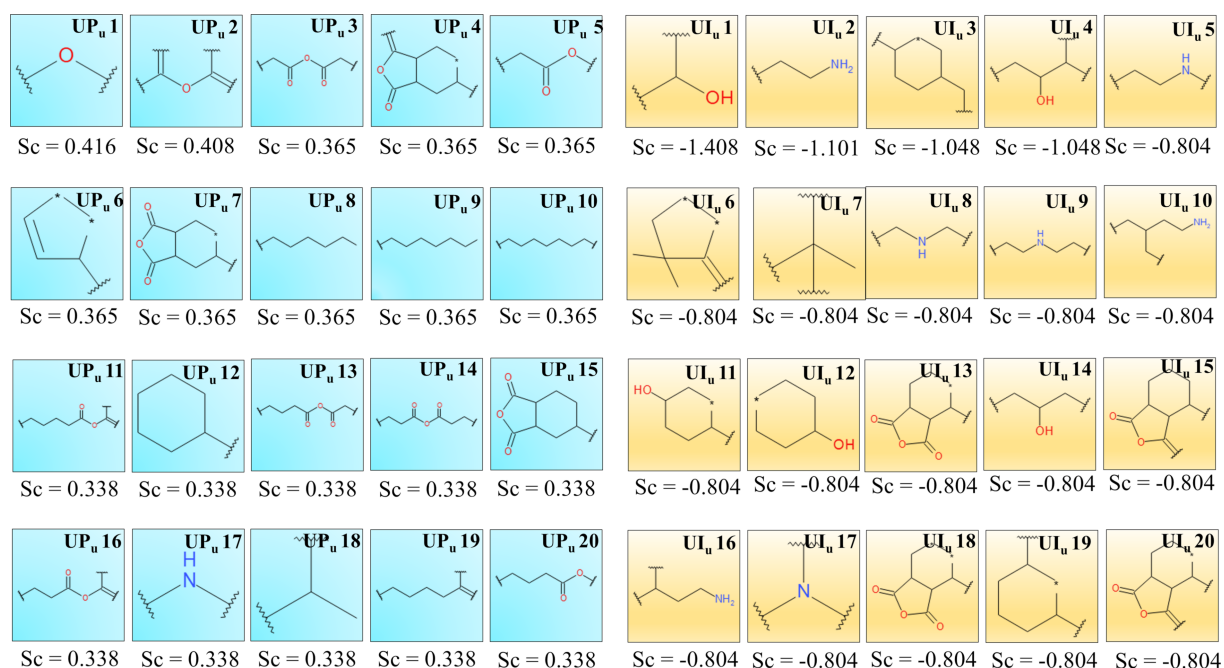 UPu 1
O
Sc = 0.416
UPu 2
O
Sc = 0.408
UPu 3
O O
O
Sc = 0.365
UPu 4
*
O
O
Sc = 0.365
UPu 5
O
O
Sc = 0.365
UIu 1
OH
Sc = -1.408
UIu 2
NH2
Sc = -1.101
UIu 3
*
Sc = -1.048
UIu 4
OH
Sc = -1.048
UIu 5
H
N
Sc = -0.804
UPu 6
*
*
Sc = 0.365
UPu 7
O
*
O
O
Sc = 0.365
UPu 8
Sc = 0.365
UPu 9
Sc = 0.365
UPu 10
Sc = 0.365
UIu 6
*
*
Sc = -0.804
UIu 7
Sc = -0.804
UIu 8
N
H
Sc = -0.804
UIu 9
H
N
Sc = -0.804
UIu 10
NH2
Sc = -0.804
UPu 11
O
O
Sc = 0.338
UPu 12
Sc = 0.338
UPu 13
O
O O
Sc = 0.338
UPu 14
O O
O
Sc = 0.338
UPu 15
O
O
O
Sc = 0.338
UIu 11
HO
*
Sc = -0.804
UIu 12
*
OH
Sc = -0.804
UIu 13
*
O
O
O
Sc = -0.804
UIu 14
OH
Sc = -0.804
UIu 15
O
O
Sc = -0.804
UPu 16
O
O
Sc = 0.338
UPu 17
H
N
Sc = 0.338
UPu 18
Sc = 0.338
UPu 19
Sc = 0.338
UPu 20
O
O
Sc = 0.338
UIu 16
NH2
Sc = -0.804
UIu 17
N
Sc = -0.804
UIu 18
*
O
O
O
Sc = -0.804
UIu 19
*
Sc = -0.804
UIu 20
*
O
O
Sc = -0.804